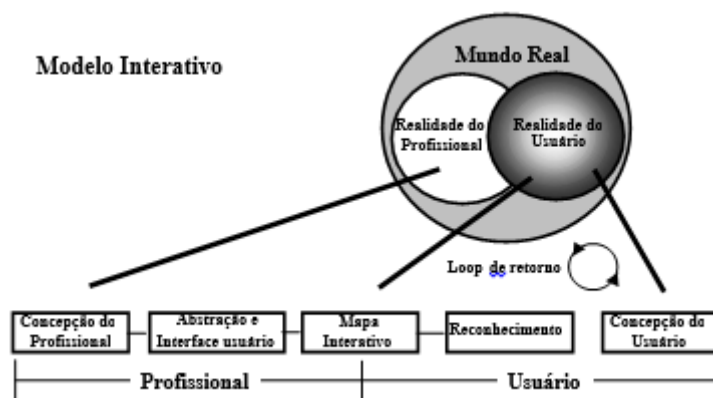 Modelo Interativo
Mundo Real
Realidade do
Profissional
Realidade do
Usuário
Loop de retorno
Concepção do
Profissional
Abstração e
Interface usuário
Mapa
Interativo
Reconhecimento
Concepção do
Usuário
Profissional
Usuário